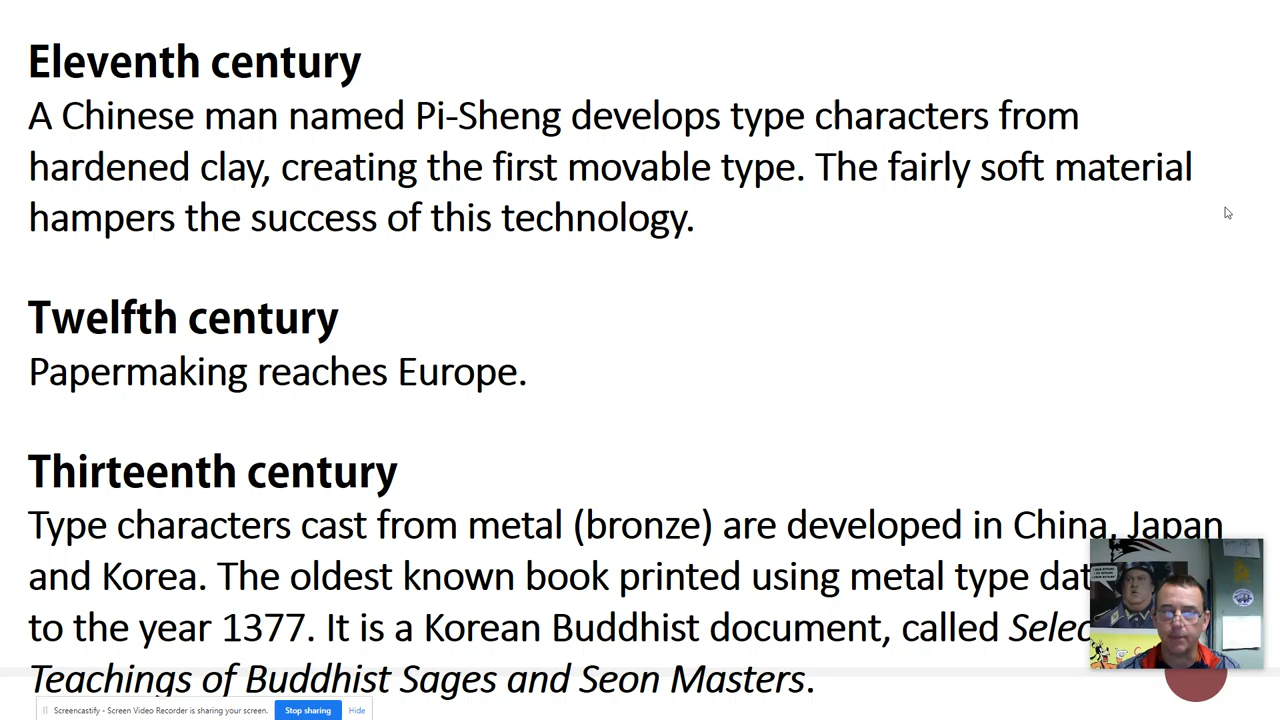 Eleventh century
A Chinese man named Pi-Sheng develops type characters from
hardened clay, creating the first movable type. The fairly soft material
hampers the success of this technology.
Twelfth century
Papermaking reaches Europe.
Thirteenth century
Type characters cast from metal (bronze) are developed in China, Japan
and Korea. The oldest known book printed using metal type
to the year 1377. It is a Korean Buddhist document, called
Teachings of Buddhist Sages and Seon Masters.
Screencastify - Screen Video Recorder is sharing your screen.
Stop sharing
Hide